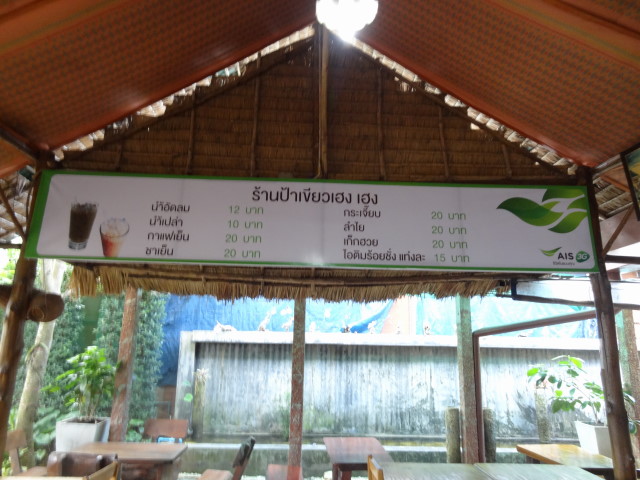 ร้านป้าเขียวเฮง เฮง
น้ำอัดลม 12 บาท
น้ำเปล่า 10 บาท
กาแฟเย็น 20 บาท
ชาเย็น 20 บาท
กระเจี๊ยบ 20 บาท
ลำไย 20 บาท
เก็กฮวย 20 บาท
ไอติมร้อยชั่ง แท่งละ 15 บาท
AIS 3G